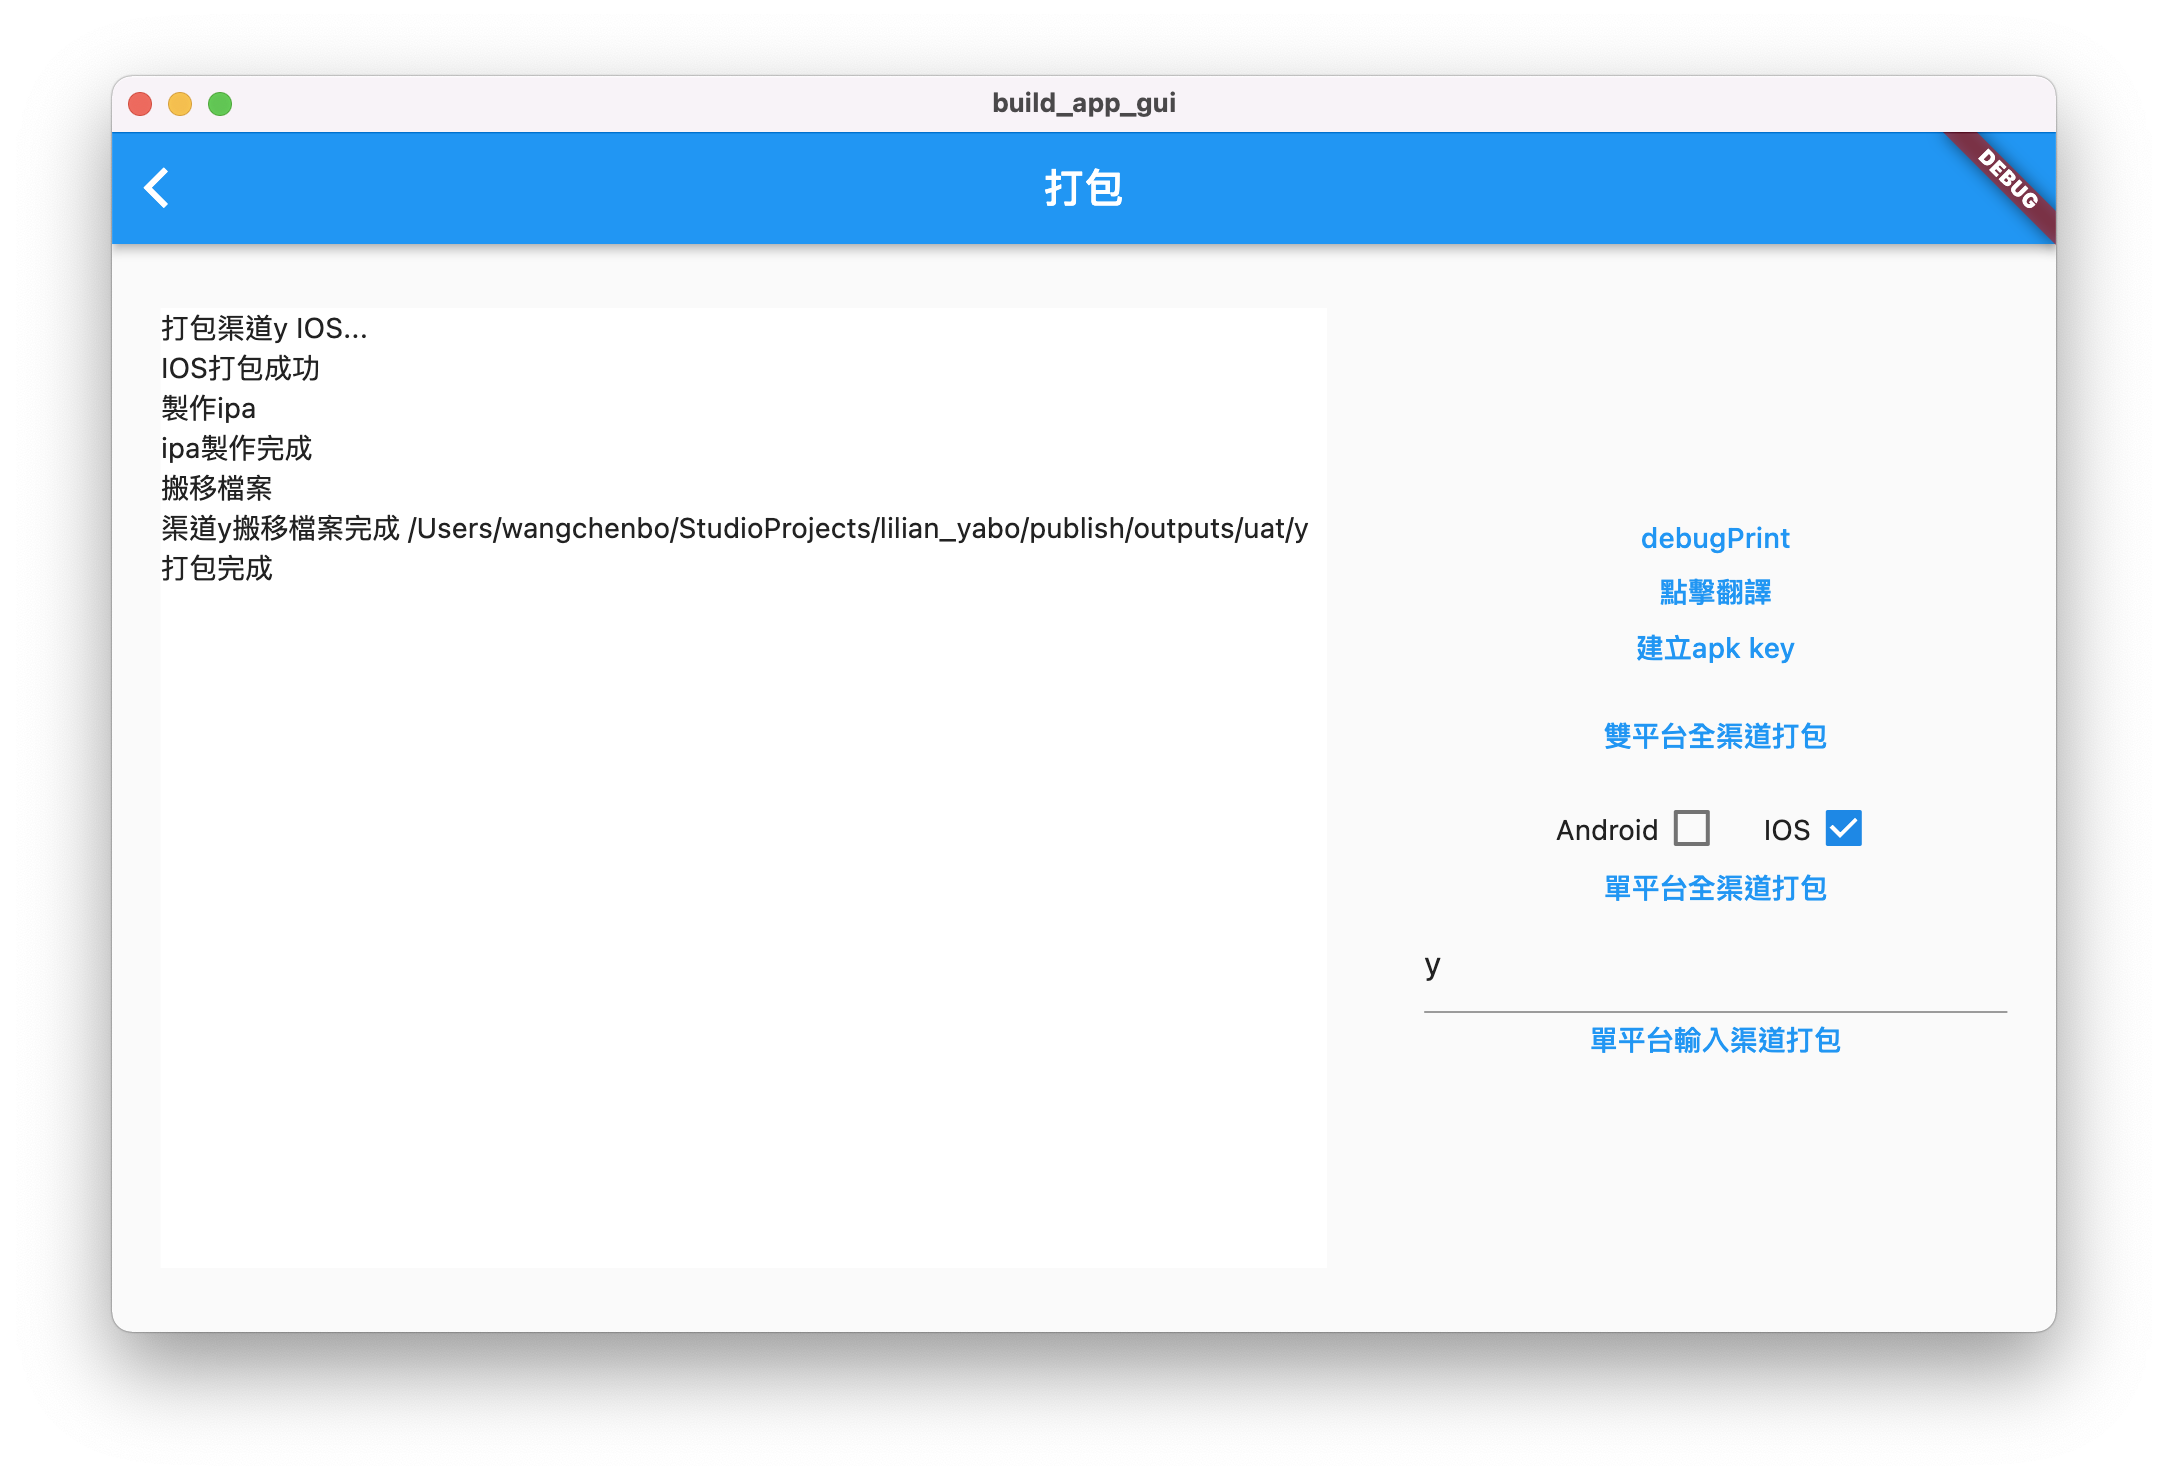 build_app_gui
打包
DEBUG
打包渠道y IOS...
IOS打包成功
製作ipa
ipa製作完成
搬移檔案
渠道y搬移檔案完成 /Users/wangchenbo/StudioProjects/lilian_yabo/publish/outputs/uat/y
打包完成
debugPrint
點擊翻譯
建立apk key
雙平台全渠道打包
Android IOS
單平台全渠道打包
y
單平台輸入渠道打包